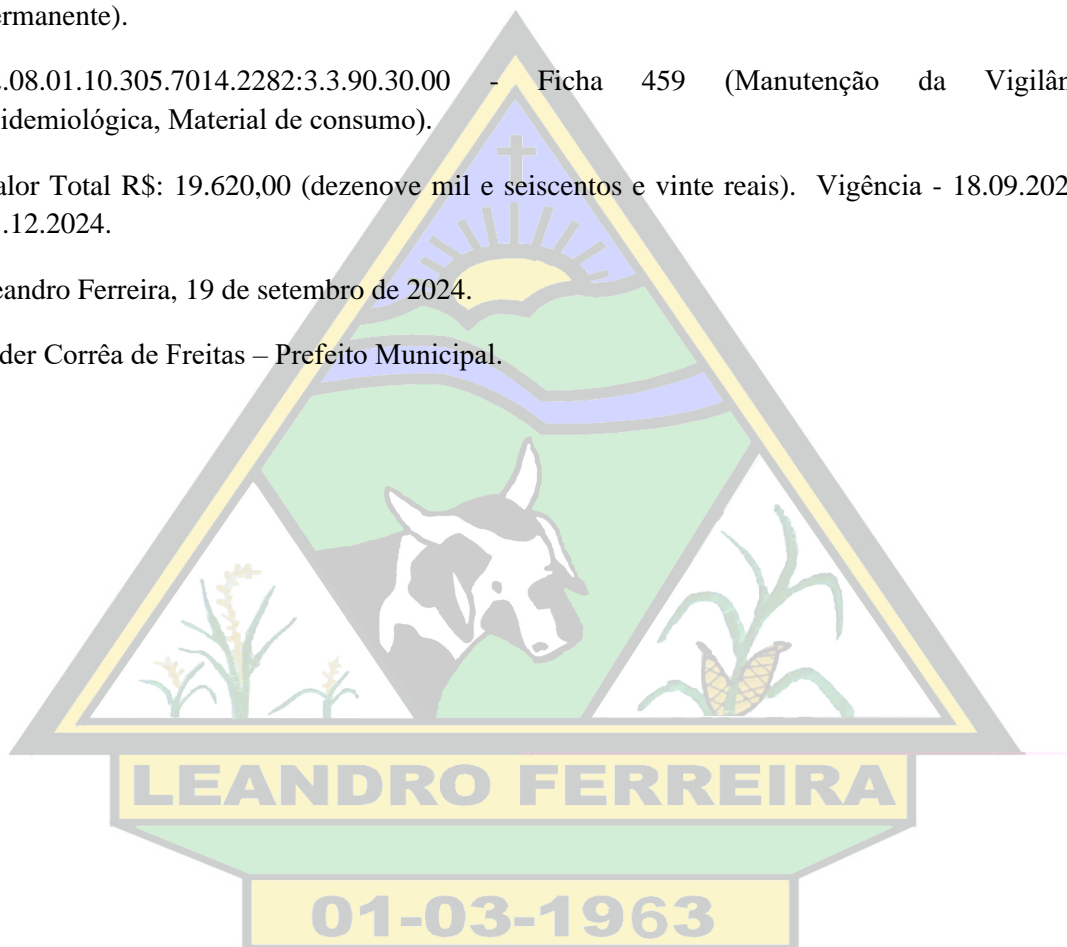 ermanente).
.08.01.10.305.7014.2282:3.3.90.30.00 - Ficha 459 (Manutenção da Vigilân
idemiológica, Material de consumo).
alor Total R$: 19.620,00 (dezenove mil e seiscentos e vinte reais). Vigência - 18.09.202
.12.2024.
eandro Ferreira, 19 de setembro de 2024.
der Corrêa de Freitas – Prefeito Municipal.
LEANDRO FERREIRA
01-03-1963